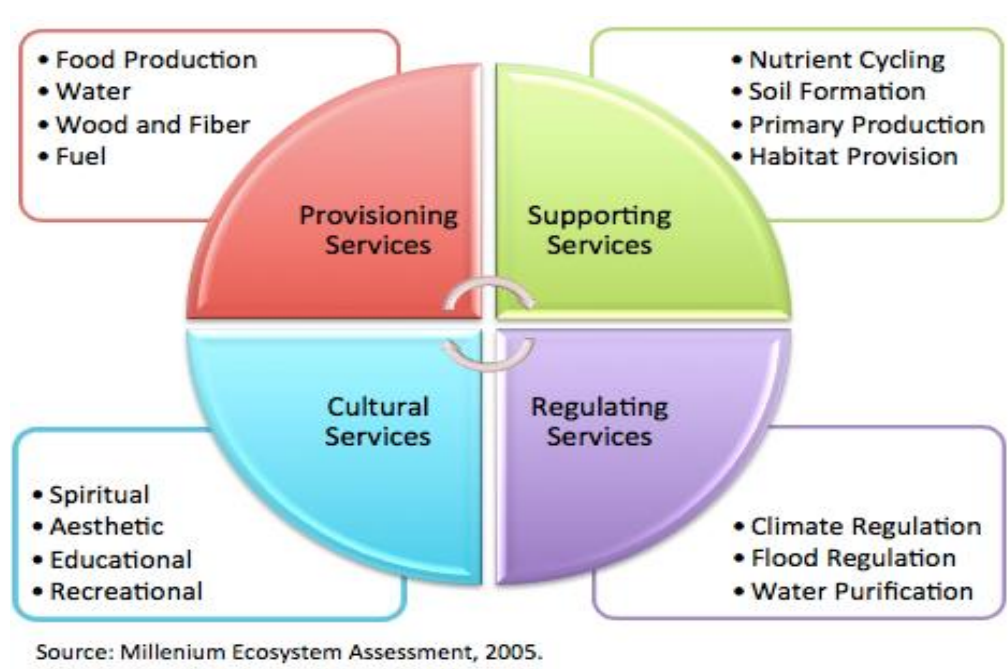 • Food Production
• Water
• Wood and Fiber
• Fuel
• Nutrient Cycling
• Soil Formation
• Primary Production
• Habitat Provision
Provisioning
Services
Supporting
Services
Cultural
Services
Regulating
Services
• Spiritual
• Aesthetic
• Educational
• Recreational
• Climate Regulation
• Flood Regulation
• Water Purification
Source: Millenium Ecosystem Assessment, 2005.